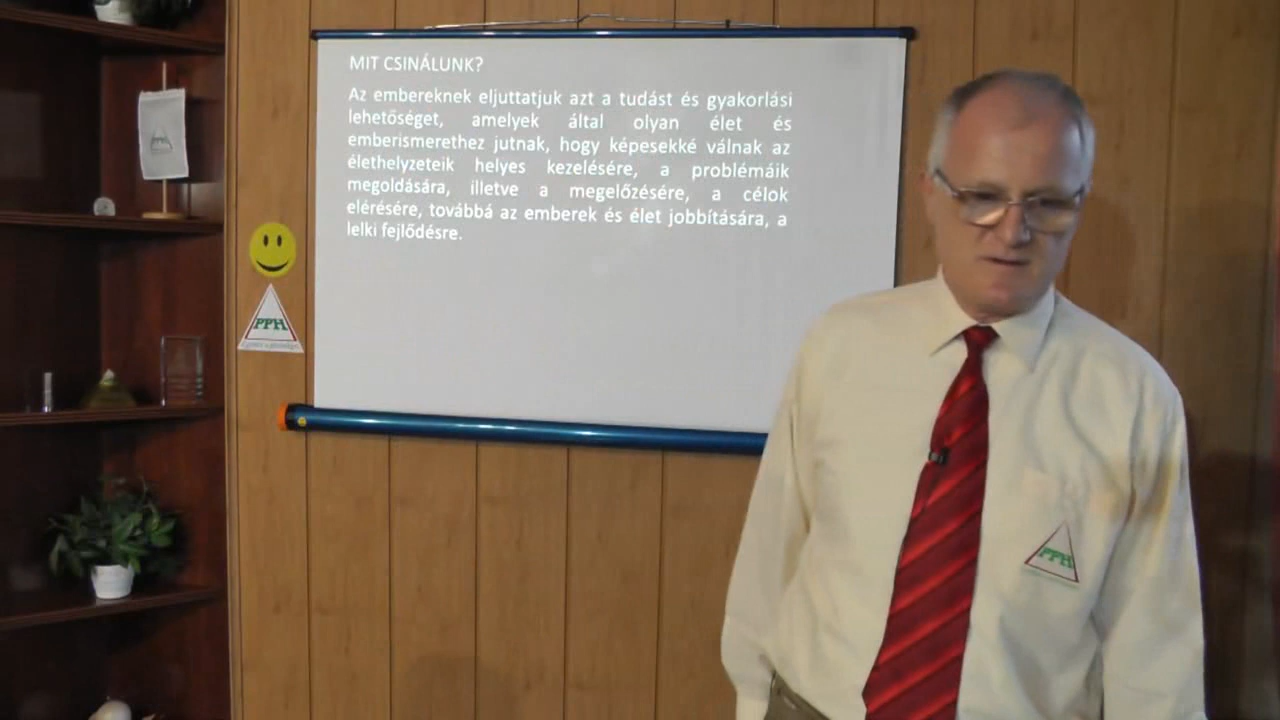 MIT CSINÁLUNK?
Az embereknek eljuttatjuk azt a tudást és gyakorlási
lehetőséget, amelyek által olyan élet és
emberismerethez jutnak, hogy képesekké válnak az
élethelyzeteik helyes kezelésére, a problémáik
megoldására, illetve a megelőzésére, a célok
elérésére, továbbá az emberek és élet jobbítására, a
lelki fejlődésre.
PPH
PPH